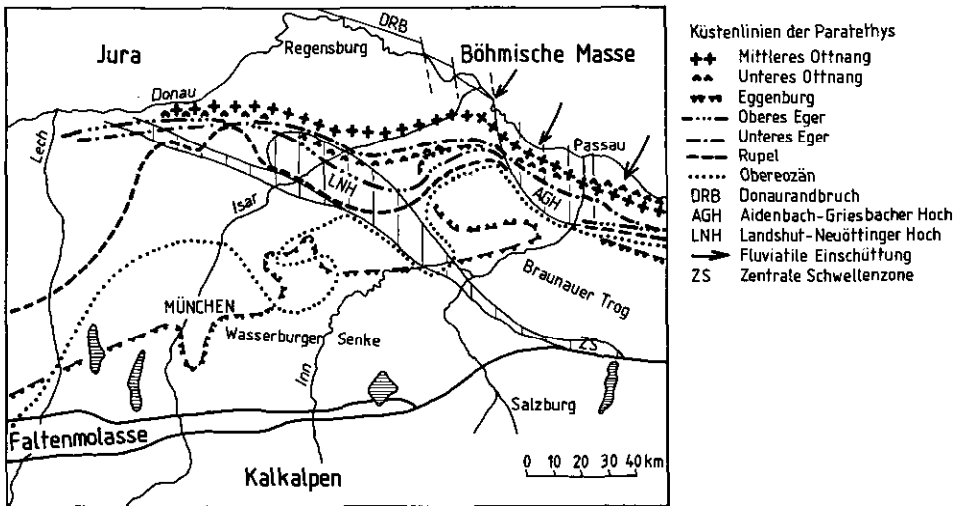 DRB
Jura
Regensburg
Böhmische Masse
Donau
Lech
Passau
LNH
AGH
Isar
Braunauer Trog
MÜNCHEN
Wasserburger Senke
Inn
ZS
Salzburg
Faltenmolasse
Kalkalpen
0 10 20 30 40 km
Küstenlinien der Paratethys
Mittleres Ottnang
Unteres Ottnang
Eggenburg
Oberes Eger
Unteres Eger
Rupel
Obereozän
DRB Donaurandbruch
AGH Aidenbach-Griesbacher Hoch
LNH Landshut-Neuöttinger Hoch
Fluviatile Einschüttung
ZS Zentrale Schwellenzone